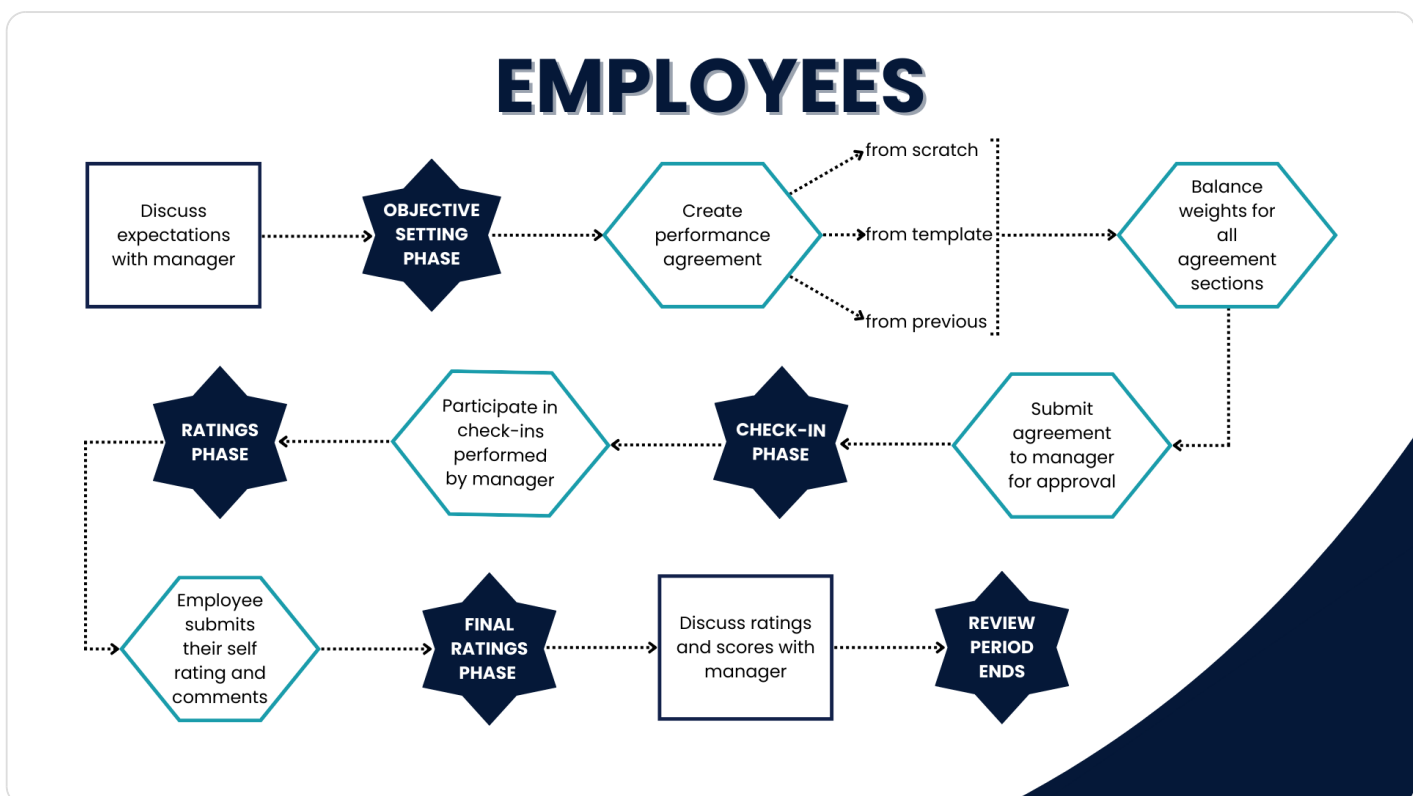 EMPLOYEES
Discuss
expectations
with manager
OBJECTIVE
SETTING
PHASE
Create
performance
agreement
from scratch
from template
from previous
Balance
weights for
all
agreement
sections
Submit
agreement
to manager
for approval
CHECK-IN
PHASE
Participate in
check-ins
performed
by manager
RATINGS
PHASE
Employee
submits
their self
rating and
comments
FINAL
RATINGS
PHASE
Discuss ratings
and scores with
manager
REVIEW
PERIOD
ENDS